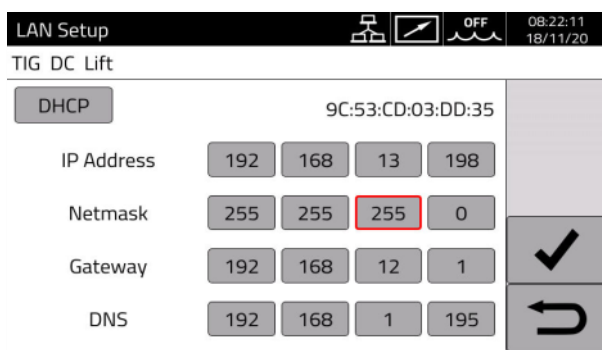 LAN Setup OFF 08:22:11
18/11/20
TIG DC Lift
DHCP 9C:53:CD:03:DD:35
IP Address 192 168 13 198
Netmask 255 255 255 0
Gateway 192 168 12 1
DNS 192 168 1 195